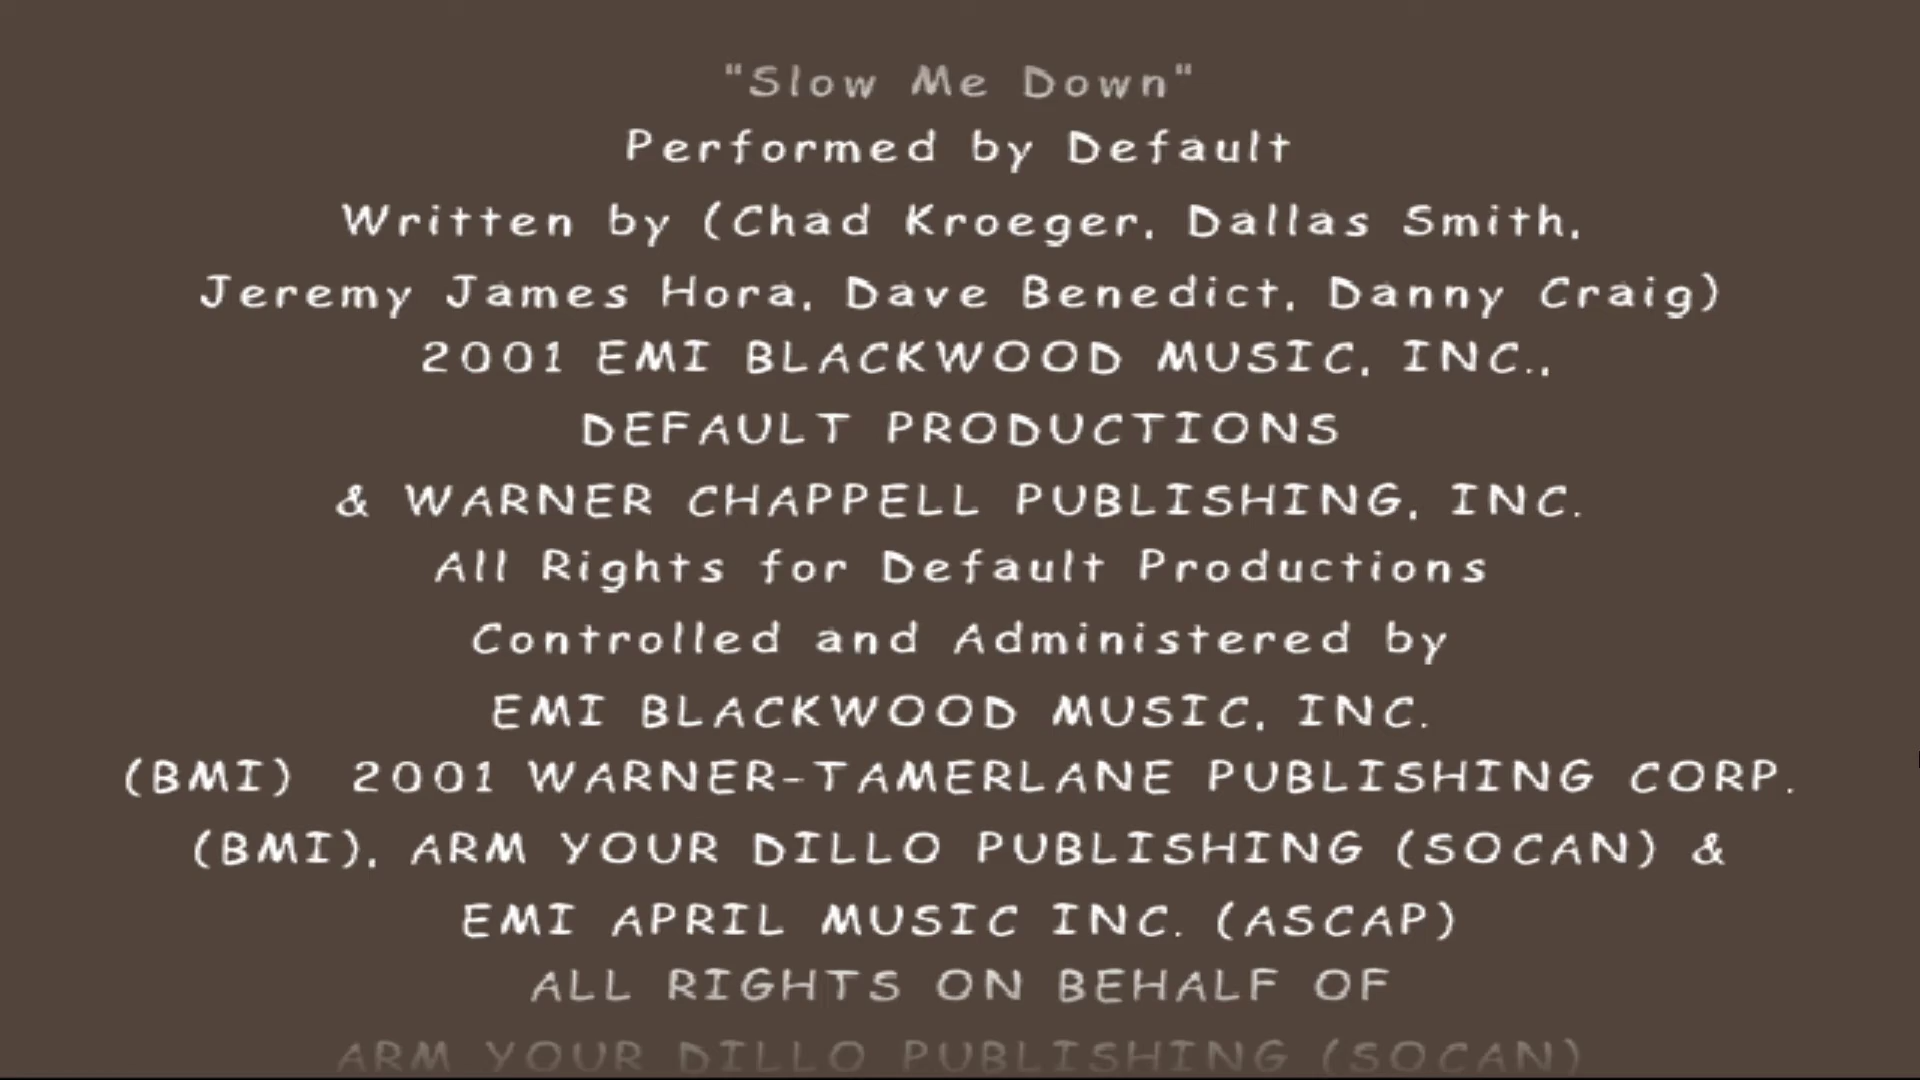 "Slow Me Down"
Performed by Default
Written by (Chad Kroeger, Dallas Smith,
Jeremy James Hora, Dave Benedict, Danny Craig)
2001 EMI BLACKWOOD MUSIC, INC.,
DEFAULT PRODUCTIONS
& WARNER CHAPPELL PUBLISHING, INC.
All Rights for Default Productions
Controlled and Administered by
EMI BLACKWOOD MUSIC, INC.
(BMI)  2001 WARNER-TAMERLANE PUBLISHING CORP.
(BMI), ARM YOUR DILLO PUBLISHING (SOCAN) &
EMI APRIL MUSIC INC. (ASCAP)
ALL RIGHTS ON BEHALF OF
ARM YOUR DILLO PUBLISHING (SOCAN)